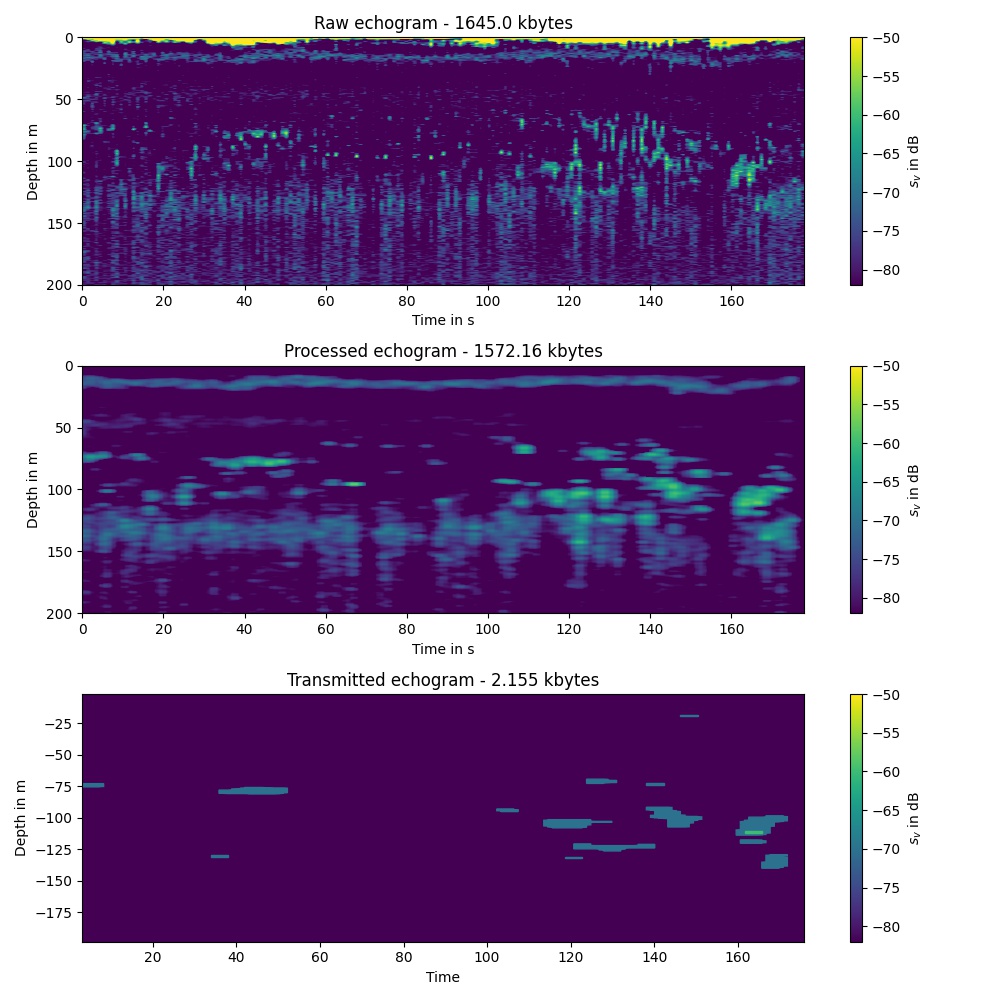 Raw echogram - 1645.0 kbytes
0
50
100
150
200
Depth in m
0 20 40 60 80 100 120 140 160
Time in s
−50
−55
−60
−65
−70
−75
−80
sv in dB
Processed echogram - 1572.16 kbytes
0
50
100
150
200
Depth in m
0 20 40 60 80 100 120 140 160
Time in s
−50
−55
−60
−65
−70
−75
−80
sv in dB
Transmitted echogram - 2.155 kbytes
−25
−50
−75
−100
−125
−150
−175
Depth in m
20 40 60 80 100 120 140 160
Time
−50
−55
−60
−65
−70
−75
−80
sv in dB